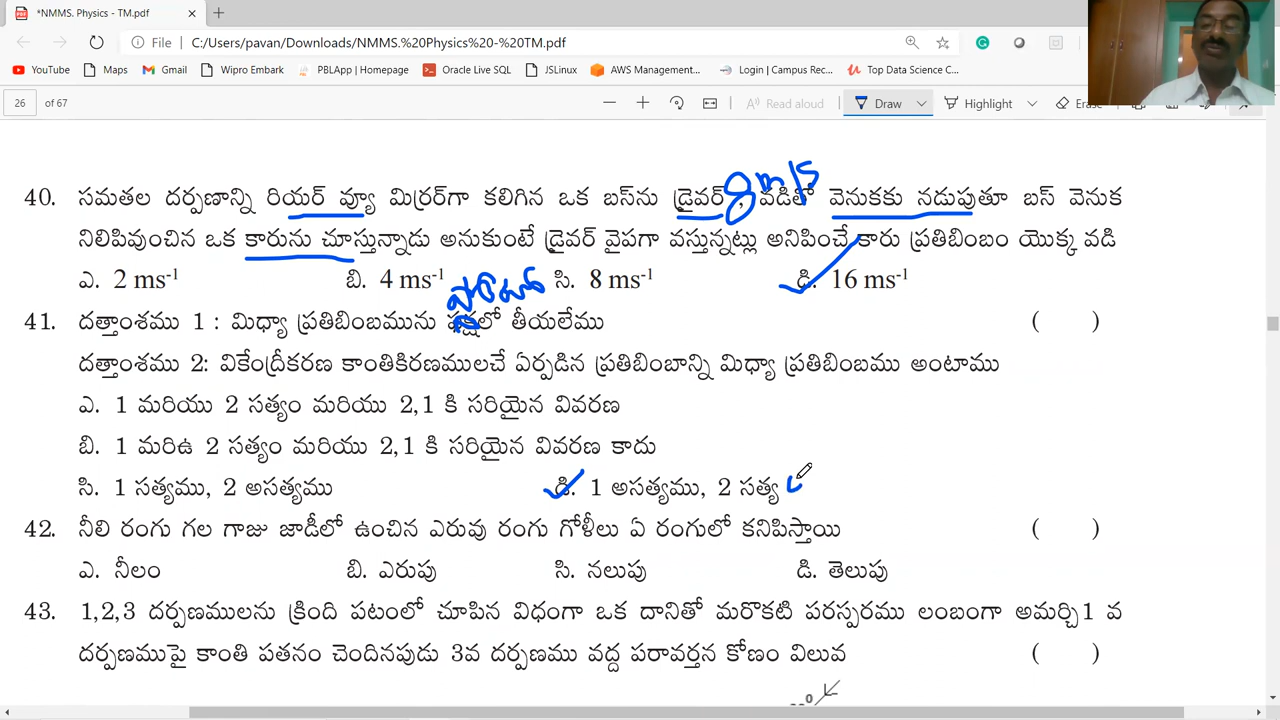 *NMMS. Physics - TM.pdf
File C:/Users/pavan/Downloads/NMMS.%20Physics%20-%20TM.pdf
YouTube Maps Gmail Wipro Embark PBLApp | Homepage Oracle Live SQL JSLinux AWS Management... Login | Campus Rec... Top Data Science C...
26 of 67 Read aloud Draw Highlight Erase
8 m/s
40. సమతల దర్పణాన్ని రియర్ వ్యూ మిర్రర్‌గా కలిగిన ఒక బస్‌ను డ్రైవర్ , వడితో వెనుకకు నడుపుతూ బస్ వెనుక
నిలిపివుంచిన ఒక కారును చూస్తున్నాడు అనుకుంటే డ్రైవర్ వైపగా వస్తున్నట్లు అనిపించే కారు ప్రతిబింబం యొక్క వడి
ఎ. 2 ms-1 బి. 4 ms-1 సి. 8 ms-1 డి. 16 ms-1
41. దత్తాంశము 1 : మిధ్యా ప్రతిబింబమును లో తీయలేము ( )
దత్తాంశము 2: వికేంద్రీకరణ కాంతికిరణములచే ఏర్పడిన ప్రతిబింబాన్ని మిధ్యా ప్రతిబింబము అంటాము
ఎ. 1 మరియు 2 సత్యం మరియు 2,1 కి సరియైన వివరణ
బి. 1 మరిఉ 2 సత్యం మరియు 2,1 కి సరియైన వివరణ కాదు
సి. 1 సత్యము, 2 అసత్యము డి. 1 అసత్యము, 2 సత్య
42. నీలి రంగు గల గాజు జాడీలో ఉంచిన ఎరువు రంగు గోళీలు ఏ రంగులో కనిపిస్తాయి ( )
ఎ. నీలం బి. ఎరుపు సి. నలుపు డి. తెలుపు
43. 1,2,3 దర్పణములను క్రింది పటంలో చూపిన విధంగా ఒక దానితో మరొకటి పరస్పరము లంబంగా అమర్చి1 వ
దర్పణముపై కాంతి పతనం చెందినపుడు 3వ దర్పణము వద్ద పరావర్తన కోణం విలువ ( )